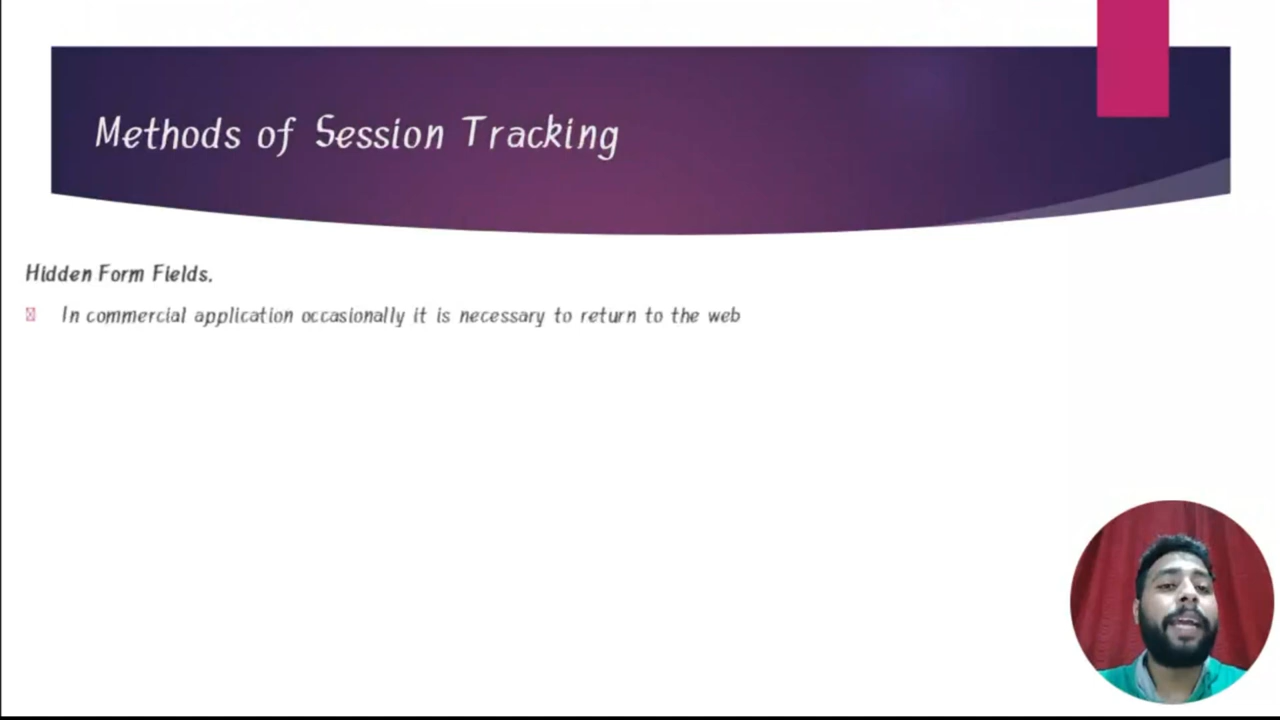 Methods of Session Tracking
Hidden Form Fields.
In commercial application occasionally it is necessary to return to the web